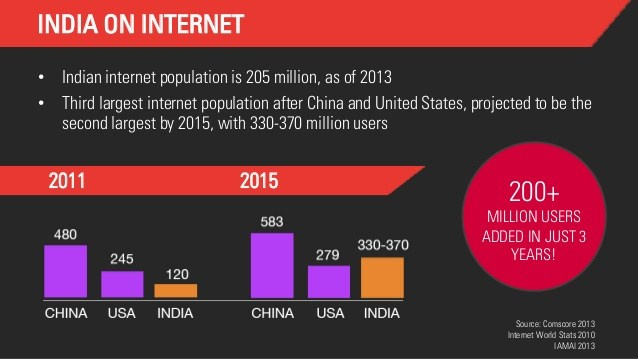 INDIA ON INTERNET
• Indian internet population is 205 million, as of 2013
• Third largest internet population after China and United States, projected to be the
second largest by 2015, with 330-370 million users
2011
480
245
120
CHINA USA INDIA
2015
583
279
330-370
CHINA USA INDIA
200+
MILLION USERS
ADDED IN JUST 3
YEARS!
Source: Comscore 2013
Internet World Stats 2010
IAMAI 2013